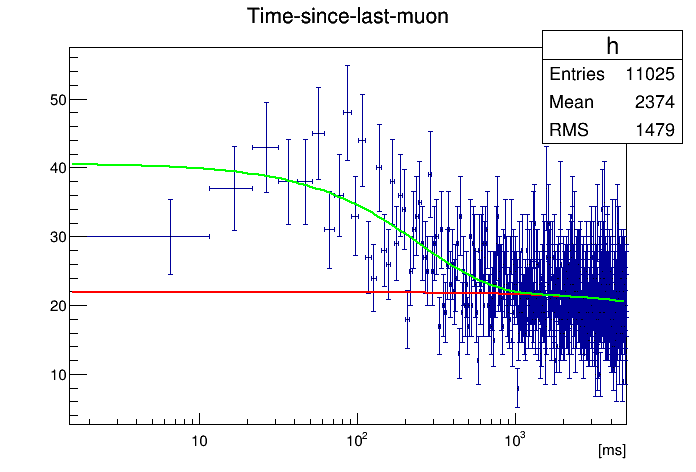 Time-since-last-muon
h
Entries 11025
Mean 2374
RMS 1479
50
40
30
20
10
10
10²
10³
[ms]